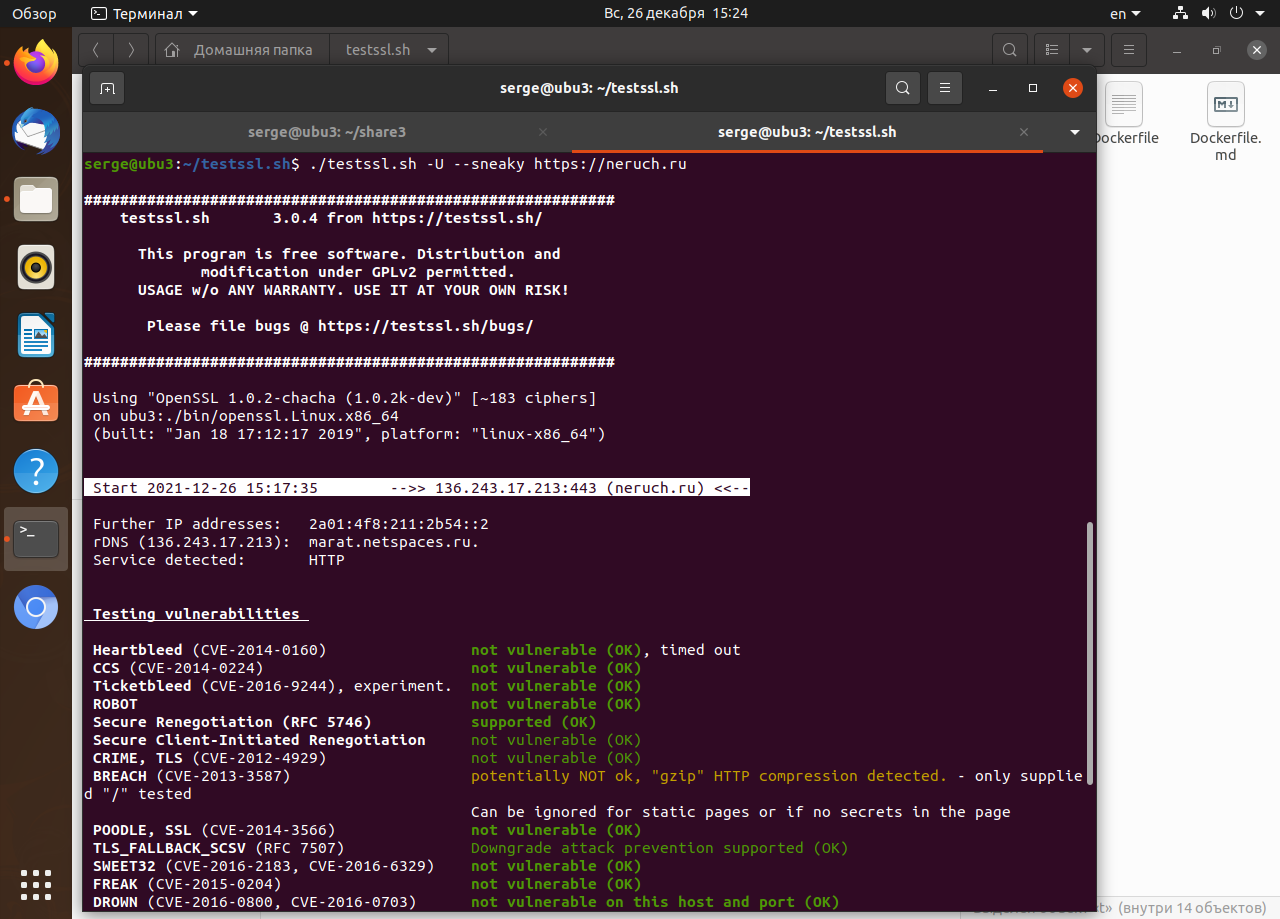 Обзор
Терминал
Вс, 26 декабря 15:24
en
Домашняя папка
testssl.sh
serge@ubu3: ~/testssl.sh
serge@ubu3: ~/share3
serge@ubu3: ~/testssl.sh
Dockerfile
Dockerfile.
md
serge@ubu3:~/testssl.sh$ ./testssl.sh -U --sneaky https://neruch.ru
###########################################################
testssl.sh 3.0.4 from https://testssl.sh/
This program is free software. Distribution and
modification under GPLv2 permitted.
USAGE w/o ANY WARRANTY. USE IT AT YOUR OWN RISK!
Please file bugs @ https://testssl.sh/bugs/
###########################################################
Using "OpenSSL 1.0.2-chacha (1.0.2k-dev)" [~183 ciphers]
on ubu3:./bin/openssl.Linux.x86_64
(built: "Jan 18 17:12:17 2019", platform: "linux-x86_64")
Start 2021-12-26 15:17:35 -->> 136.243.17.213:443 (neruch.ru) <<--
Further IP addresses: 2a01:4f8:211:2b54::2
rDNS (136.243.17.213): marat.netspaces.ru.
Service detected: HTTP
Testing vulnerabilities
Heartbleed (CVE-2014-0160) not vulnerable (OK), timed out
CCS (CVE-2014-0224) not vulnerable (OK)
Ticketbleed (CVE-2016-9244), experiment. not vulnerable (OK)
ROBOT not vulnerable (OK)
Secure Renegotiation (RFC 5746) supported (OK)
Secure Client-Initiated Renegotiation not vulnerable (OK)
CRIME, TLS (CVE-2012-4929) not vulnerable (OK)
BREACH (CVE-2013-3587) potentially NOT ok, "gzip" HTTP compression detected. - only supplie
d "/" tested
Can be ignored for static pages or if no secrets in the page
POODLE, SSL (CVE-2014-3566) not vulnerable (OK)
TLS_FALLBACK_SCSV (RFC 7507) Downgrade attack prevention supported (OK)
SWEET32 (CVE-2016-2183, CVE-2016-6329) not vulnerable (OK)
FREAK (CVE-2015-0204) not vulnerable (OK)
DROWN (CVE-2016-0800, CVE-2016-0703) not vulnerable on this host and port (OK)
(внутри 14 объектов)